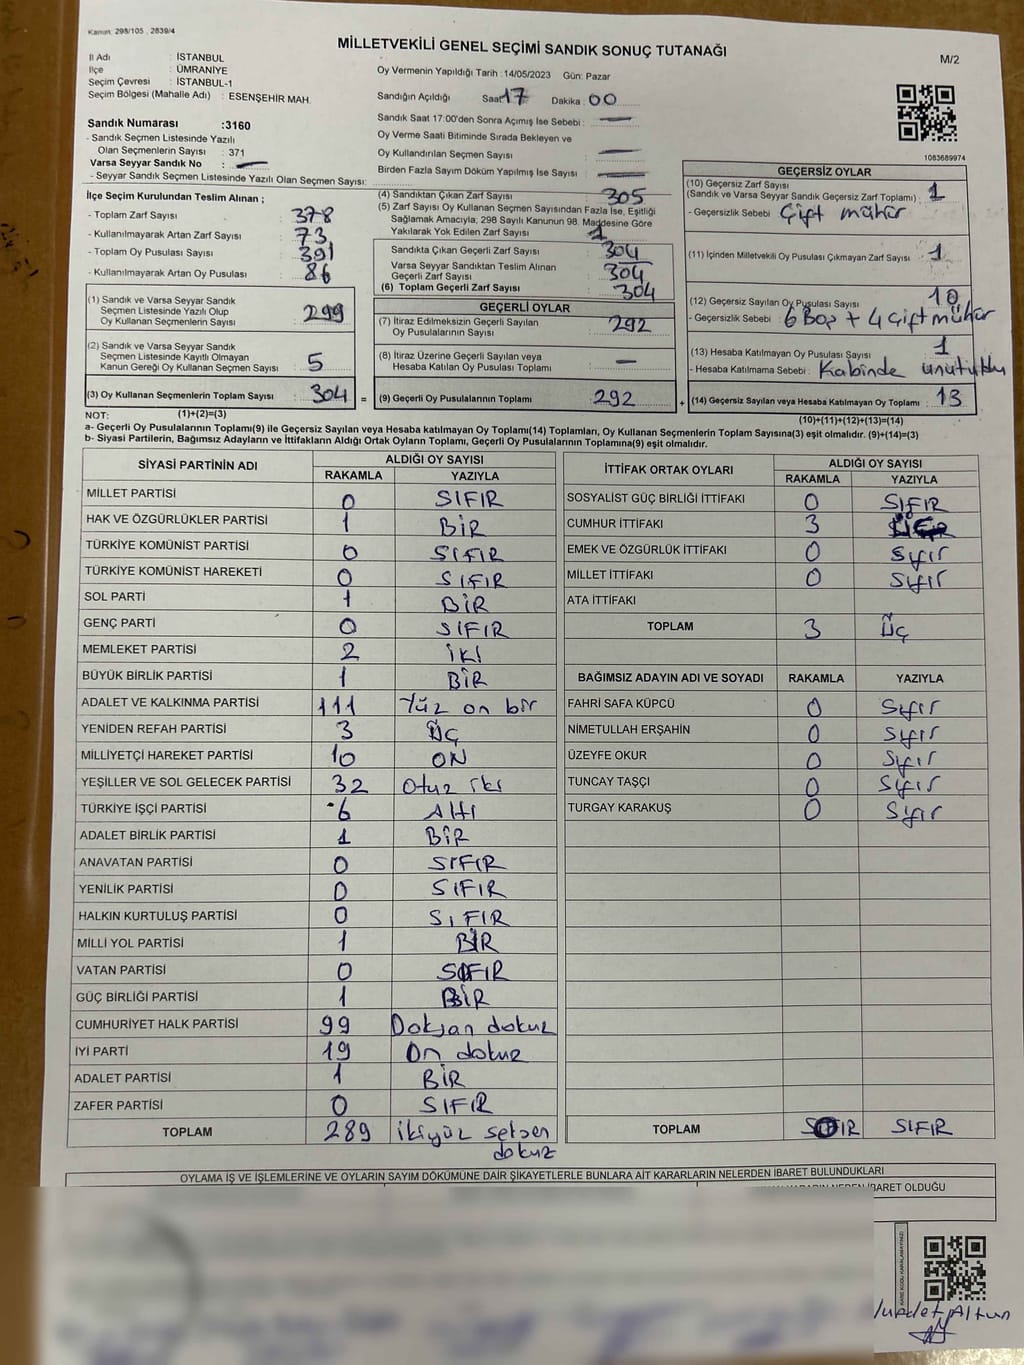 Kanun: 298/105 , 2839/4
MİLLETVEKİLİ GENEL SEÇİMİ SANDIK SONUÇ TUTANAĞI
M/2
İl Adı : İSTANBUL
İlçe : ÜMRANİYE
Seçim Çevresi : İSTANBUL-1
Seçim Bölgesi (Mahalle Adı) : ESENŞEHİR MAH.
Oy Vermenin Yapıldığı Tarih : 14/05/2023 Gün: Pazar
Sandığın Açıldığı Saat 17 Dakika : 00
Sandık Numarası :3160
- Sandık Seçmen Listesinde Yazılı
Olan Seçmenlerin Sayısı : 371
Varsa Seyyar Sandık No : —
- Seyyar Sandık Seçmen Listesinde Yazılı Olan Seçmen Sayısı:
Sandık Saat 17:00'den Sonra Açımış İse Sebebi : —
Oy Verme Saati Bitiminde Sırada Bekleyen ve
Oy Kullandırılan Seçmen Sayısı : —
Birden Fazla Sayım Döküm Yapılmış İse Sayısı : —
1083689974
İlçe Seçim Kurulundan Teslim Alınan ;
- Toplam Zarf Sayısı : 378
- Kullanılmayarak Artan Zarf Sayısı : 73
- Toplam Oy Pusulası Sayısı : 391
- Kullanılmayarak Artan Oy Pusulası : 86
(4) Sandıktan Çıkan Zarf Sayısı : 305
(5) Zarf Sayısı Oy Kullanan Seçmen Sayısından Fazla İse, Eşitliği
Sağlamak Amacıyla, 298 Sayılı Kanunun 98. Maddesine Göre
Yakılarak Yok Edilen Zarf Sayısı : 1
Sandıkta Çıkan Geçerli Zarf Sayısı : 304
Varsa Seyyar Sandıktan Teslim Alınan
Geçerli Zarf Sayısı : 304
(6) Toplam Geçerli Zarf Sayısı : 304
GEÇERSİZ OYLAR
(10) Geçersiz Zarf Sayısı
(Sandık ve Varsa Seyyar Sandık Geçersiz Zarf Toplamı) : 1
- Geçersizlik Sebebi : Çift mühür
(11) İçinden Milletvekili Oy Pusulası Çıkmayan Zarf Sayısı : 1
(12) Geçersiz Sayılan Oy Pusulası Sayısı : 10
- Geçersizlik Sebebi : 6 Boş + 4 Çift mühür
(13) Hesaba Katılmayan Oy Pusulası Sayısı : 1
- Hesaba Katılmama Sebebi : Kabinde unutuldu
(14) Geçersiz Sayılan veya Hesaba Katılmayan Oy Toplamı : 13
(10)+(11)+(12)+(13)=(14)
(1) Sandık ve Varsa Seyyar Sandık
Seçmen Listesinde Yazılı Olup
Oy Kullanan Seçmenlerin Sayısı : 299
(2) Sandık ve Varsa Seyyar Sandık
Seçmen Listesinde Kayıtlı Olmayan
Kanun Gereği Oy Kullanan Seçmen Sayısı : 5
(3) Oy Kullanan Seçmenlerin Toplam Sayısı : 304 =
(1)+(2)=(3)
GEÇERLİ OYLAR
(7) İtiraz Edilmeksizin Geçerli Sayılan
Oy Pusulalarının Sayısı : 292
(8) İtiraz Üzerine Geçerli Sayılan veya
Hesaba Katılan Oy Pusulası Toplamı : —
(9) Geçerli Oy Pusulalarının Toplamı : 292 +
NOT:
a- Geçerli Oy Pusulalarının Toplamı(9) ile Geçersiz Sayılan veya Hesaba katılmayan Oy Toplamı(14) Toplamları, Oy Kullanan Seçmenlerin Toplam Sayısına(3) eşit olmalıdır. (9)+(14)=(3)
b- Siyasi Partilerin, Bağımsız Adayların ve İttifakların Aldığı Ortak Oyların Toplamı, Geçerli Oy Pusulalarının Toplamına(9) eşit olmalıdır.
SİYASİ PARTİNİN ADI ALDIĞI OY SAYISI
RAKAMLA YAZIYLA
MİLLET PARTİSİ 0 SIFIR
HAK VE ÖZGÜRLÜKLER PARTİSİ 1 BİR
TÜRKİYE KOMÜNİST PARTİSİ 0 SIFIR
TÜRKİYE KOMÜNİST HAREKETİ 0 SIFIR
SOL PARTİ 1 BİR
GENÇ PARTİ 0 SIFIR
MEMLEKET PARTİSİ 2 İKİ
BÜYÜK BİRLİK PARTİSİ 1 BİR
ADALET VE KALKINMA PARTİSİ 111 Yüz on bir
YENİDEN REFAH PARTİSİ 3 ÜÇ
MİLLİYETÇİ HAREKET PARTİSİ 10 ON
YEŞİLLER VE SOL GELECEK PARTİSİ 32 Otuz iki
TÜRKİYE İŞÇİ PARTİSİ 6 Altı
ADALET BİRLİK PARTİSİ 1 BİR
ANAVATAN PARTİSİ 0 SIFIR
YENİLİK PARTİSİ 0 SIFIR
HALKIN KURTULUŞ PARTİSİ 0 SIFIR
MİLLİ YOL PARTİSİ 1 BİR
VATAN PARTİSİ 0 SIFIR
GÜÇ BİRLİĞİ PARTİSİ 1 BİR
CUMHURİYET HALK PARTİSİ 99 Doksan dokuz
İYİ PARTİ 19 On dokuz
ADALET PARTİSİ 1 BİR
ZAFER PARTİSİ 0 SIFIR
TOPLAM 289 ikiyüz seksen
dokuz
İTTİFAK ORTAK OYLARI ALDIĞI OY SAYISI
RAKAMLA YAZIYLA
SOSYALİST GÜÇ BİRLİĞİ İTTİFAKI 0 SIFIR
CUMHUR İTTİFAKI 3
EMEK VE ÖZGÜRLÜK İTTİFAKI 0 Sıfır
MİLLET İTTİFAKI 0 Sıfır
ATA İTTİFAKI
TOPLAM 3 Üç
BAĞIMSIZ ADAYIN ADI VE SOYADI RAKAMLA YAZIYLA
FAHRİ SAFA KÜPCÜ 0 Sıfır
NİMETULLAH ERŞAHİN 0 Sıfır
ÜZEYFE OKUR 0 Sıfır
TUNCAY TAŞÇI 0 Sıfır
TURGAY KARAKUŞ 0 Sıfır
TOPLAM SIFIR SIFIR
OYLAMA İŞ VE İŞLEMLERİNE VE OYLARIN SAYIM DÖKÜMÜNE DAİR ŞİKAYETLERLE BUNLARA AİT KARARLARIN NELERDEN İBARET BULUNDUKLARI
İBARET OLDUĞU
Altun